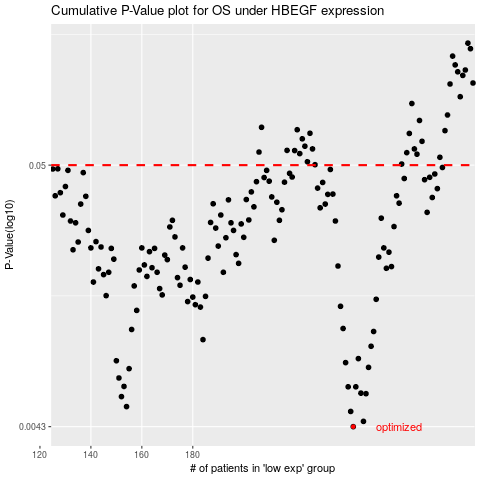 Cumulative P-Value plot for OS under HBEGF expression
0.05
P-Value(log10)
0.0043
optimized
120 140 160 180
# of patients in 'low exp' group